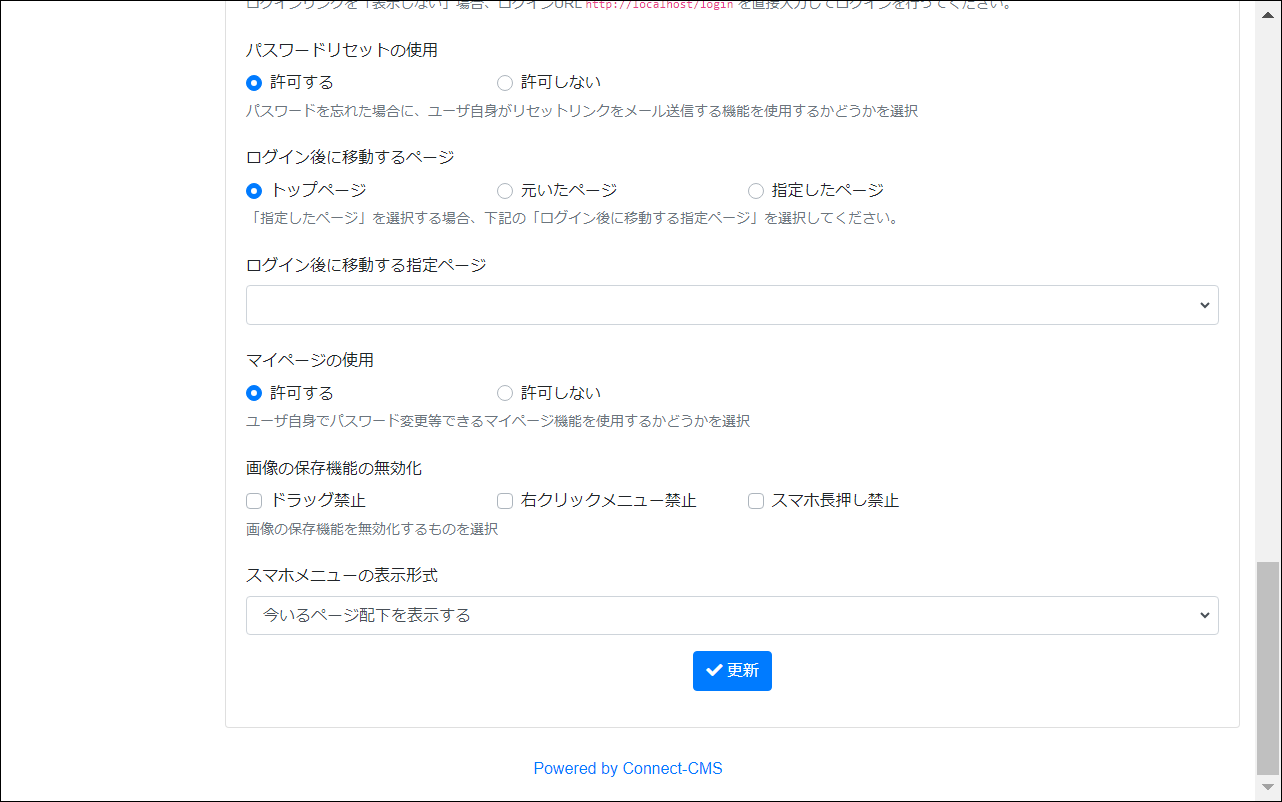 ログインリンクを「表示しない」場合、ログインURL http://localhost/login を直接入力してログインを行ってください。
パスワードリセットの使用
許可する 許可しない
パスワードを忘れた場合に、ユーザ自身がリセットリンクをメール送信する機能を使用するかどうかを選択
ログイン後に移動するページ
トップページ 元いたページ 指定したページ
「指定したページ」を選択する場合、下記の「ログイン後に移動する指定ページ」を選択してください。
ログイン後に移動する指定ページ
マイページの使用
許可する 許可しない
ユーザ自身でパスワード変更等できるマイページ機能を使用するかどうかを選択
画像の保存機能の無効化
ドラッグ禁止 右クリックメニュー禁止 スマホ長押し禁止
画像の保存機能を無効化するものを選択
スマホメニューの表示形式
今いるページ配下を表示する
更新
Powered by Connect-CMS